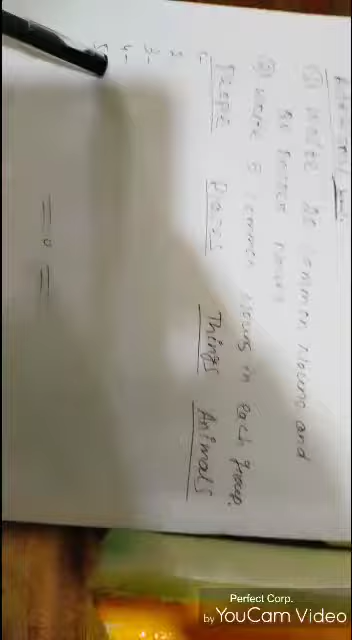 (1) Write 20 Common Nouns and
20 Proper Nouns
(2) Write 5 Common Nouns in each group.
People Places Things Animals
1-
2
3-
4-
5
Perfect Corp.
by YouCam Video